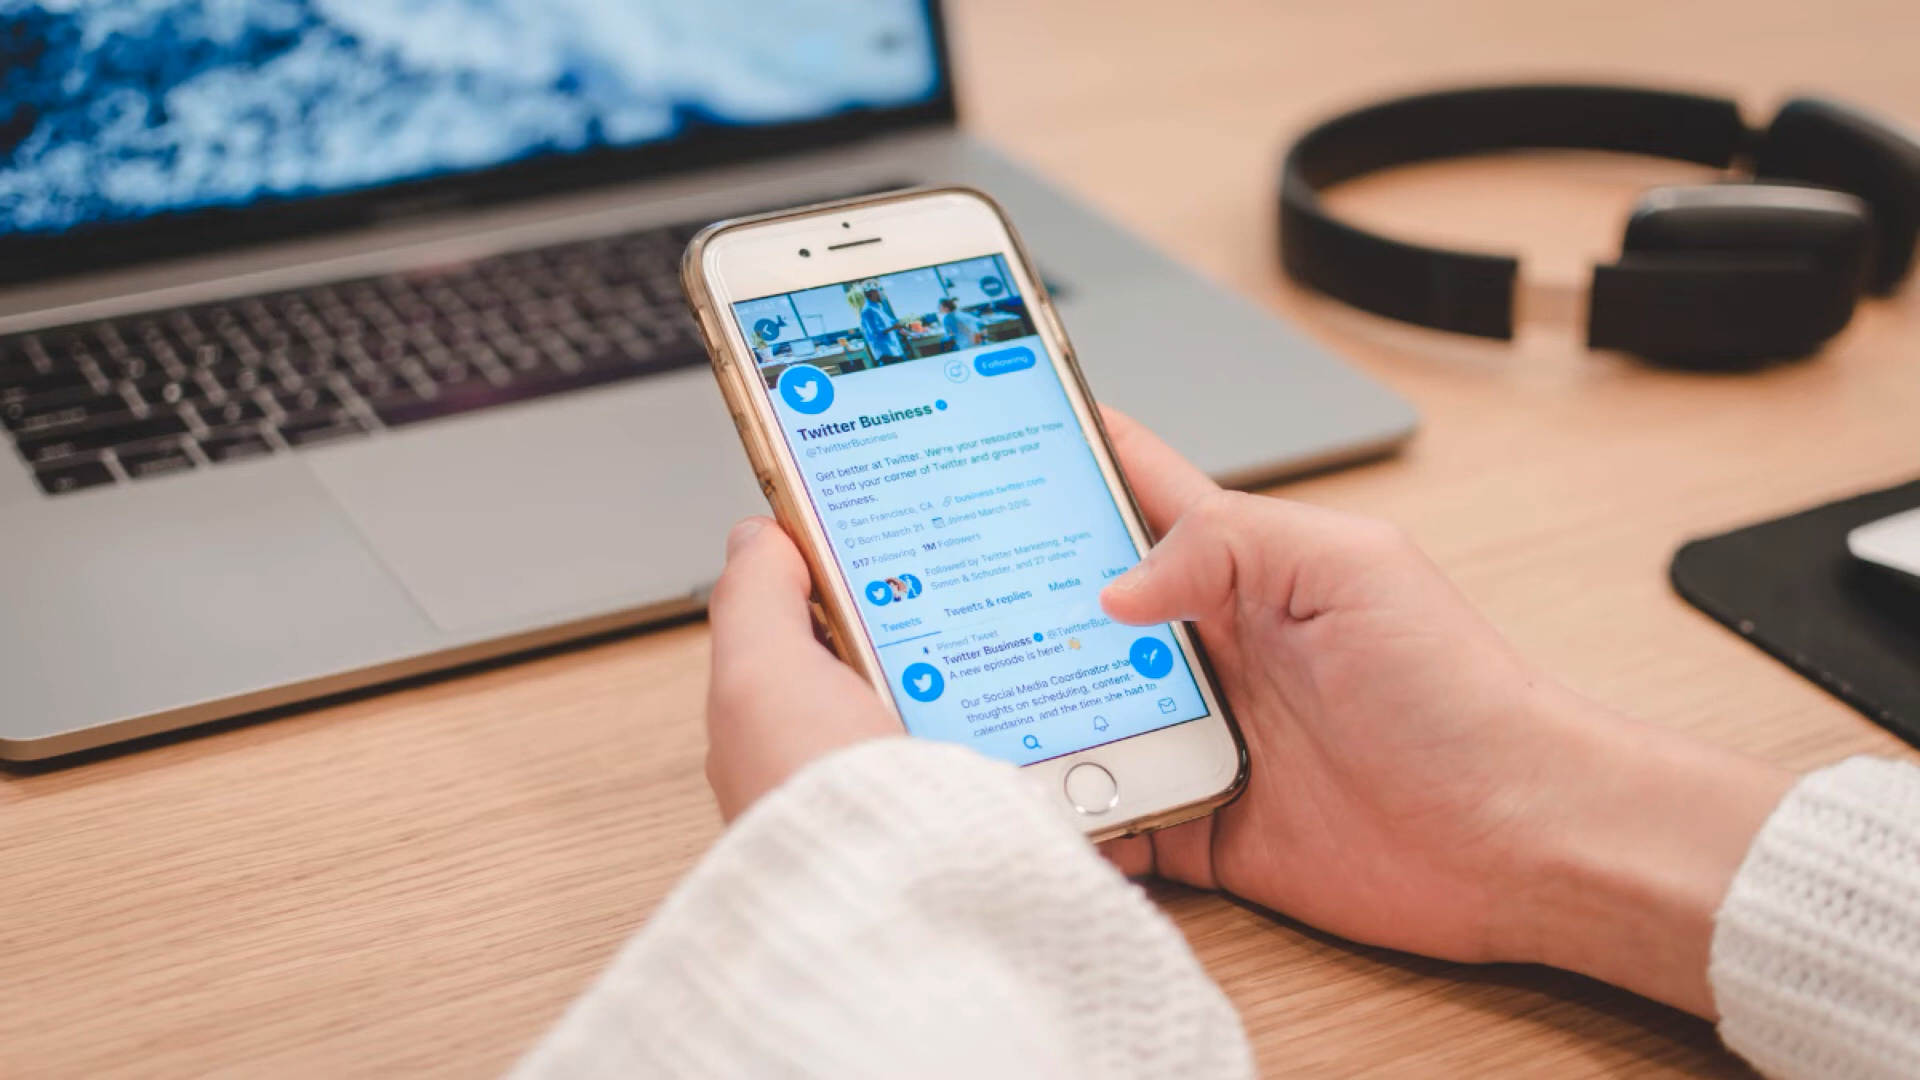 Following
Twitter Business
@TwitterBusiness
Get better at Twitter. We're your resource for how
to find your corner of Twitter and grow your
business.
San Francisco, CA business.twitter.com
Born March 21 Joined March 2010
517 Following 1M Followers
Followed by Twitter Marketing, Agnes,
Simon & Schuster, and 27 others
Tweets Tweets & replies Media Likes
Pinned Tweet
Twitter Business @TwitterBus
A new episode is here! 👋
Our Social Media Coordinator sha
thoughts on scheduling, content-
calendaring, and the time she had to